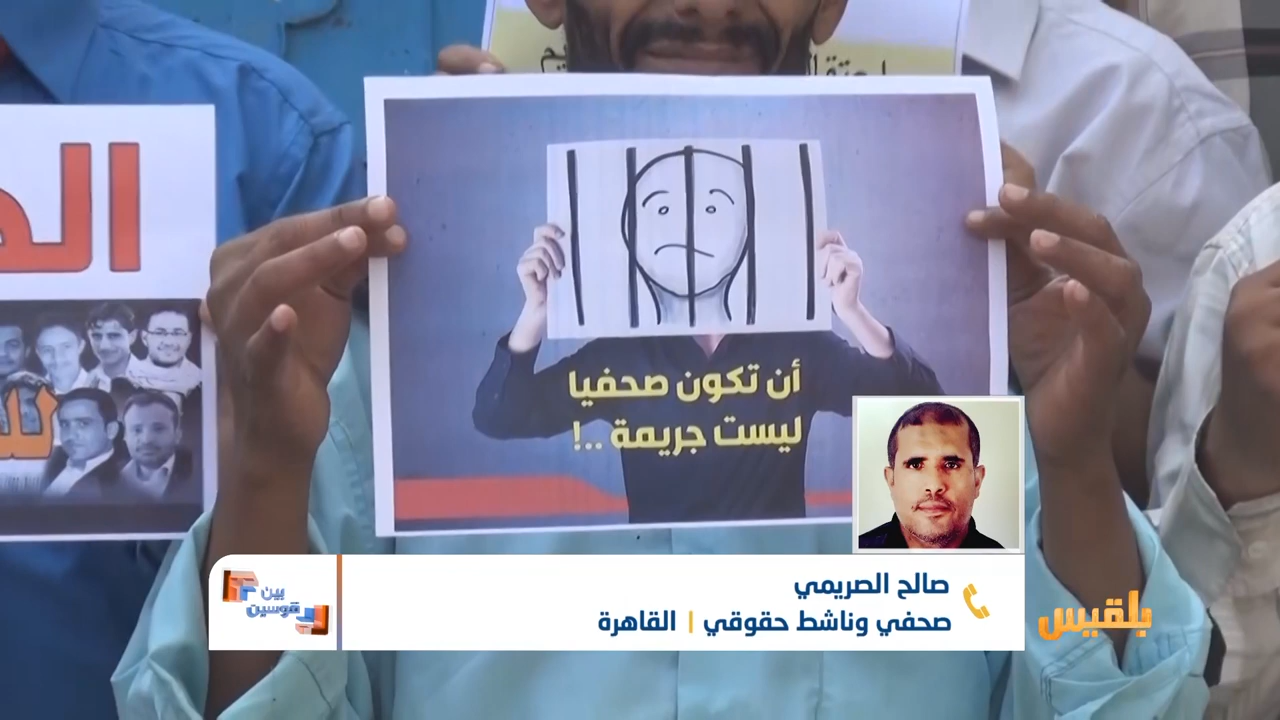 أن تكون صحفيا
ليست جريمة ..!
صالح الصريمي
صحفي وناشط حقوقي | القاهرة
بين
قوسين
بلقيس